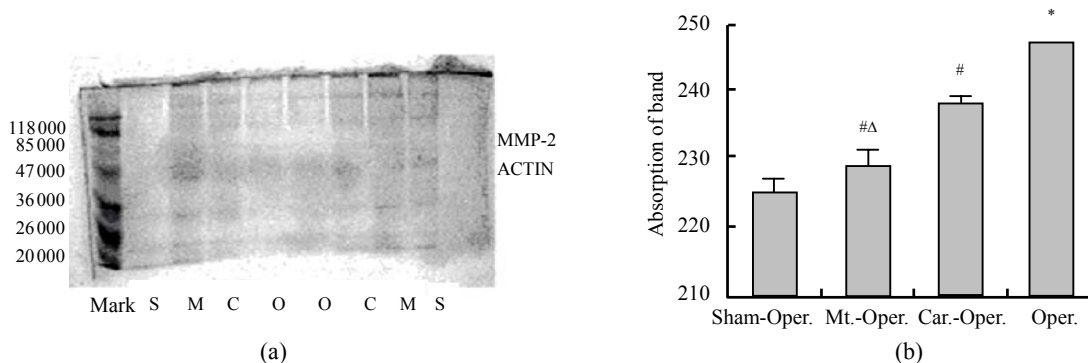 118 000
85 000
47 000
36 000
26 000
20 000
MMP-2
ACTIN
Mark S M C O O C M S
(a)
Absorption of band
250
240
230
220
210
#Δ
#
*
Sham-Oper. Mt.-Oper. Car.-Oper. Oper.
(b)